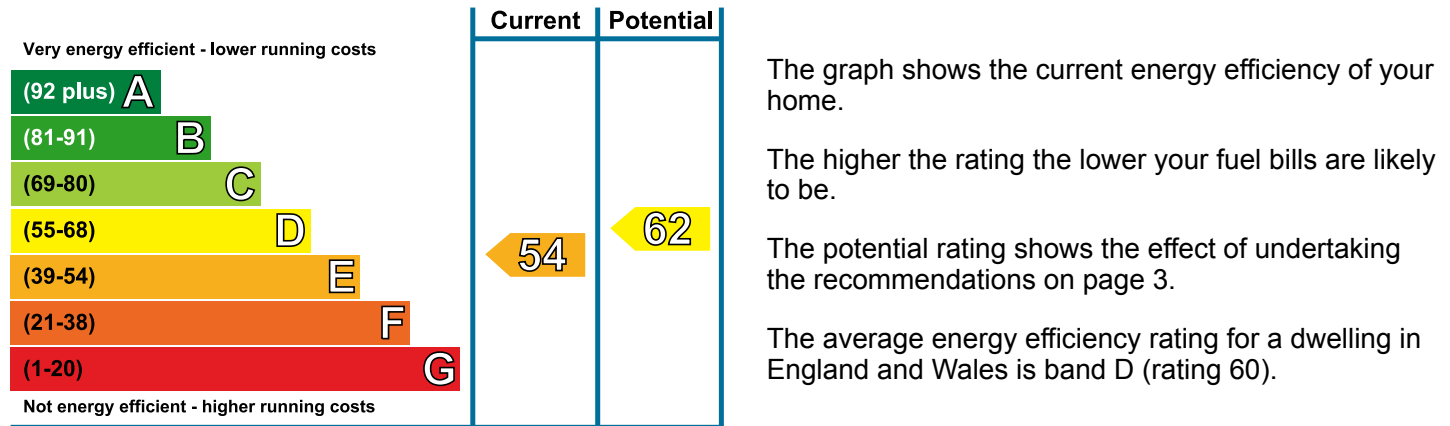 Current Potential
Very energy efficient - lower running costs
(92 plus) A
(81-91) B
(69-80) C
(55-68) D
(39-54) E
(21-38) F
(1-20) G
54
62
Not energy efficient - higher running costs
The graph shows the current energy efficiency of your
home.
The higher the rating the lower your fuel bills are likely
to be.
The potential rating shows the effect of undertaking
the recommendations on page 3.
The average energy efficiency rating for a dwelling in
England and Wales is band D (rating 60).